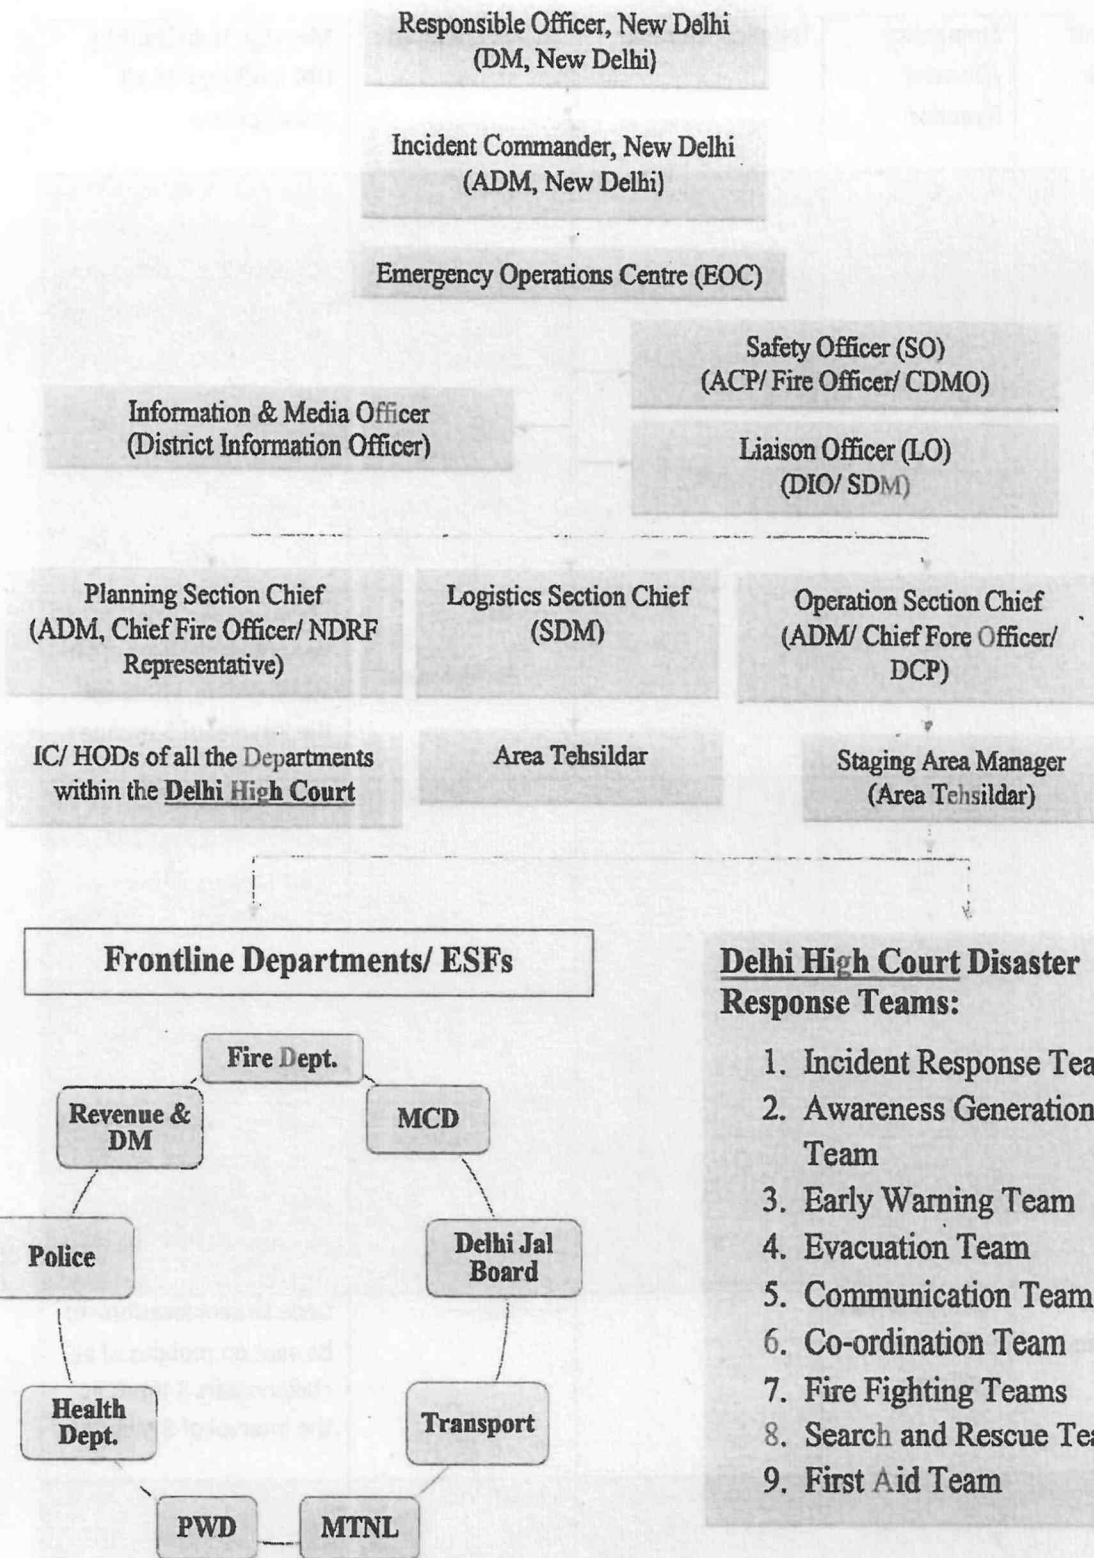 Responsible Officer, New Delhi
(DM, New Delhi)
Incident Commander, New Delhi
(ADM, New Delhi)
Emergency Operations Centre (EOC)
Safety Officer (SO)
(ACP/ Fire Officer/ CDMO)
Information & Media Officer
(District Information Officer)
Liaison Officer (LO)
(DIO/ SDM)
Planning Section Chief
(ADM, Chief Fire Officer/ NDRF
Representative)
Logistics Section Chief
(SDM)
Operation Section Chief
(ADM/ Chief Fore Officer/
DCP)
IC/ HODs of all the Departments
within the Delhi High Court
Area Tehsildar
Staging Area Manager
(Area Tehsildar)
Frontline Departments/ ESFs
Fire Dept.
Revenue &
DM
MCD
Police
Delhi Jal
Board
Health
Dept.
Transport
PWD
MTNL
Delhi High Court Disaster
Response Teams:
1. Incident Response Tea
2. Awareness Generation
Team
3. Early Warning Team
4. Evacuation Team
5. Communication Team
6. Co-ordination Team
7. Fire Fighting Teams
8. Search and Rescue Tea
9. First Aid Team